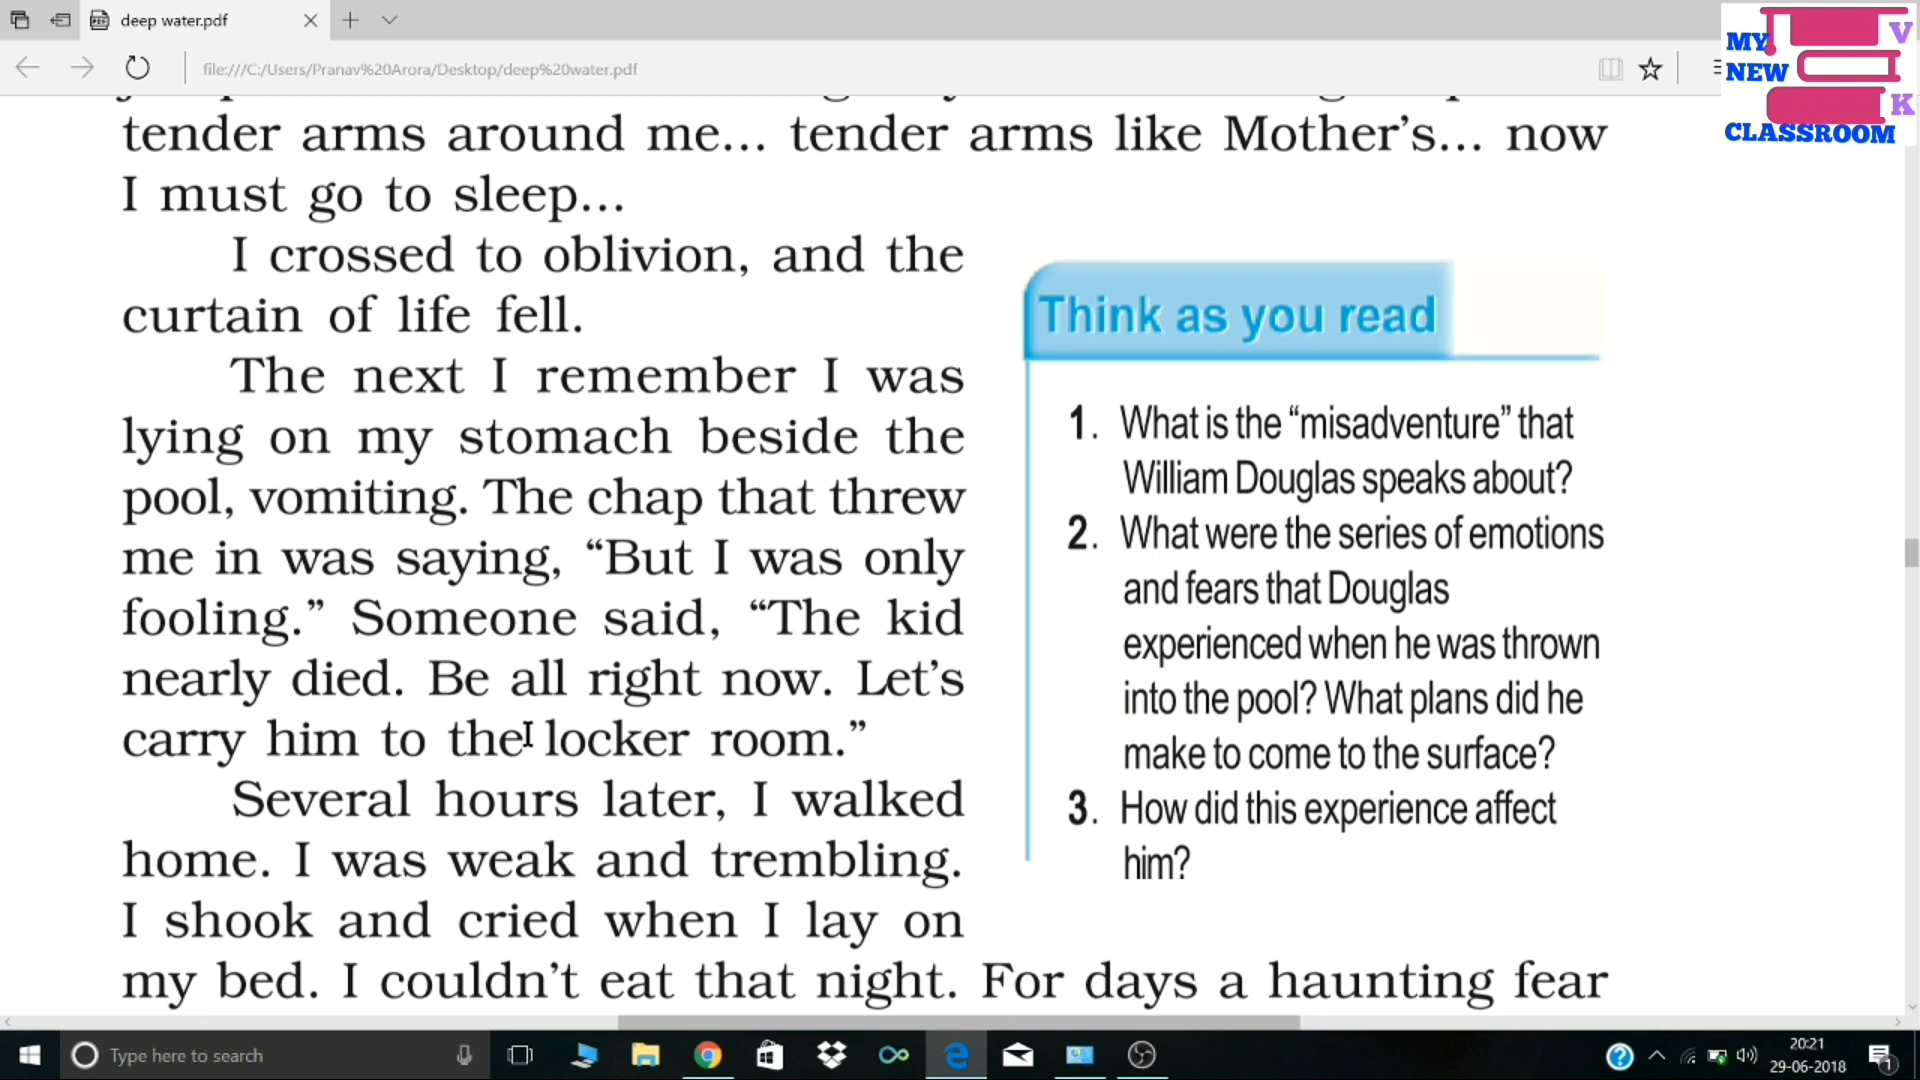 deep water.pdf
file:///C:/Users/Pranav%20Arora/Desktop/deep%20water.pdf
MY
NEW
CLASSROOM
V
K
tender arms around me... tender arms like Mother's... now
I must go to sleep...
I crossed to oblivion, and the
curtain of life fell.
The next I remember I was
lying on my stomach beside the
pool, vomiting. The chap that threw
me in was saying, “But I was only
fooling.” Someone said, “The kid
nearly died. Be all right now. Let’s
carry him to the locker room.”
Several hours later, I walked
home. I was weak and trembling.
I shook and cried when I lay on
my bed. I couldn’t eat that night. For days a haunting fear
Think as you read
1. What is the “misadventure” that
William Douglas speaks about?
2. What were the series of emotions
and fears that Douglas
experienced when he was thrown
into the pool? What plans did he
make to come to the surface?
3. How did this experience affect
him?
Type here to search
20:21
29-06-2018
1